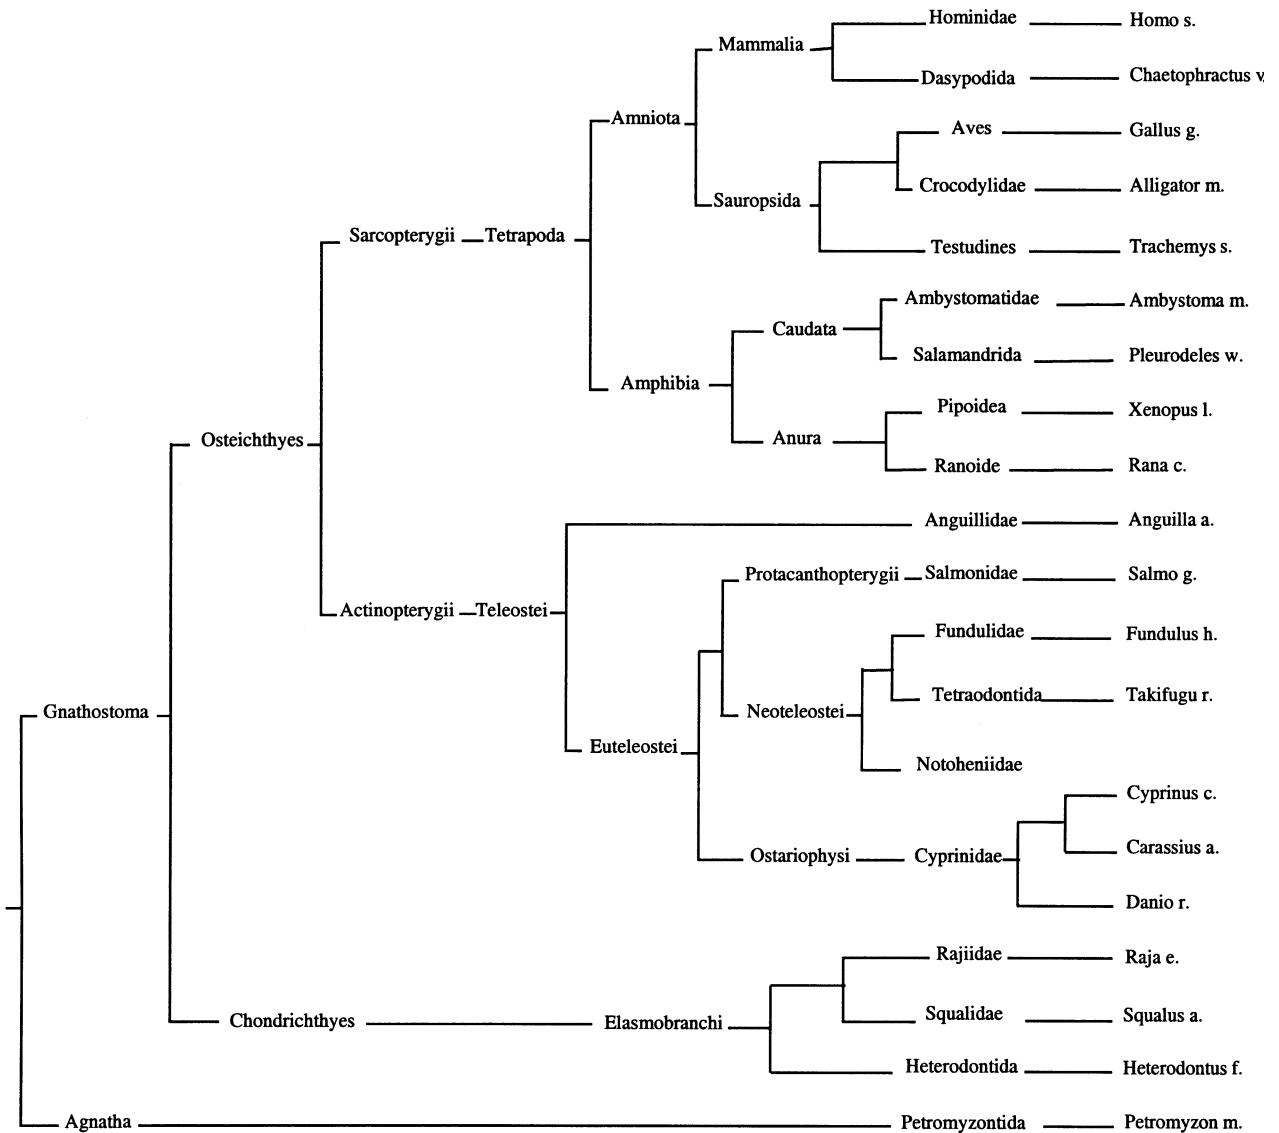 Hominidae Homo s.
Mammalia
Dasypodida Chaetophractus v.
Amniota
Aves Gallus g.
Crocodylidae Alligator m.
Sauropsida
Sarcopterygii Tetrapoda
Testudines Trachemys s.
Ambystomatidae Ambystoma m.
Caudata
Salamandrida Pleurodeles w.
Amphibia
Pipoidea Xenopus l.
Osteichthyes
Anura
Ranoide Rana c.
Anguillidae Anguilla a.
Protacanthopterygii Salmonidae Salmo g.
Actinopterygii Teleostei
Fundulidae Fundulus h.
Tetraodontida Takifugu r.
Gnathostoma
Neoteleostei
Euteleostei
Notoheniidae
Cyprinus c.
Carassius a.
Ostariophysi Cyprinidae
Danio r.
Rajiidae Raja e.
Squalidae Squalus a.
Chondrichthyes Elasmobranchi
Heterodontida Heterodontus f.
Agnatha Petromyzontida Petromyzon m.